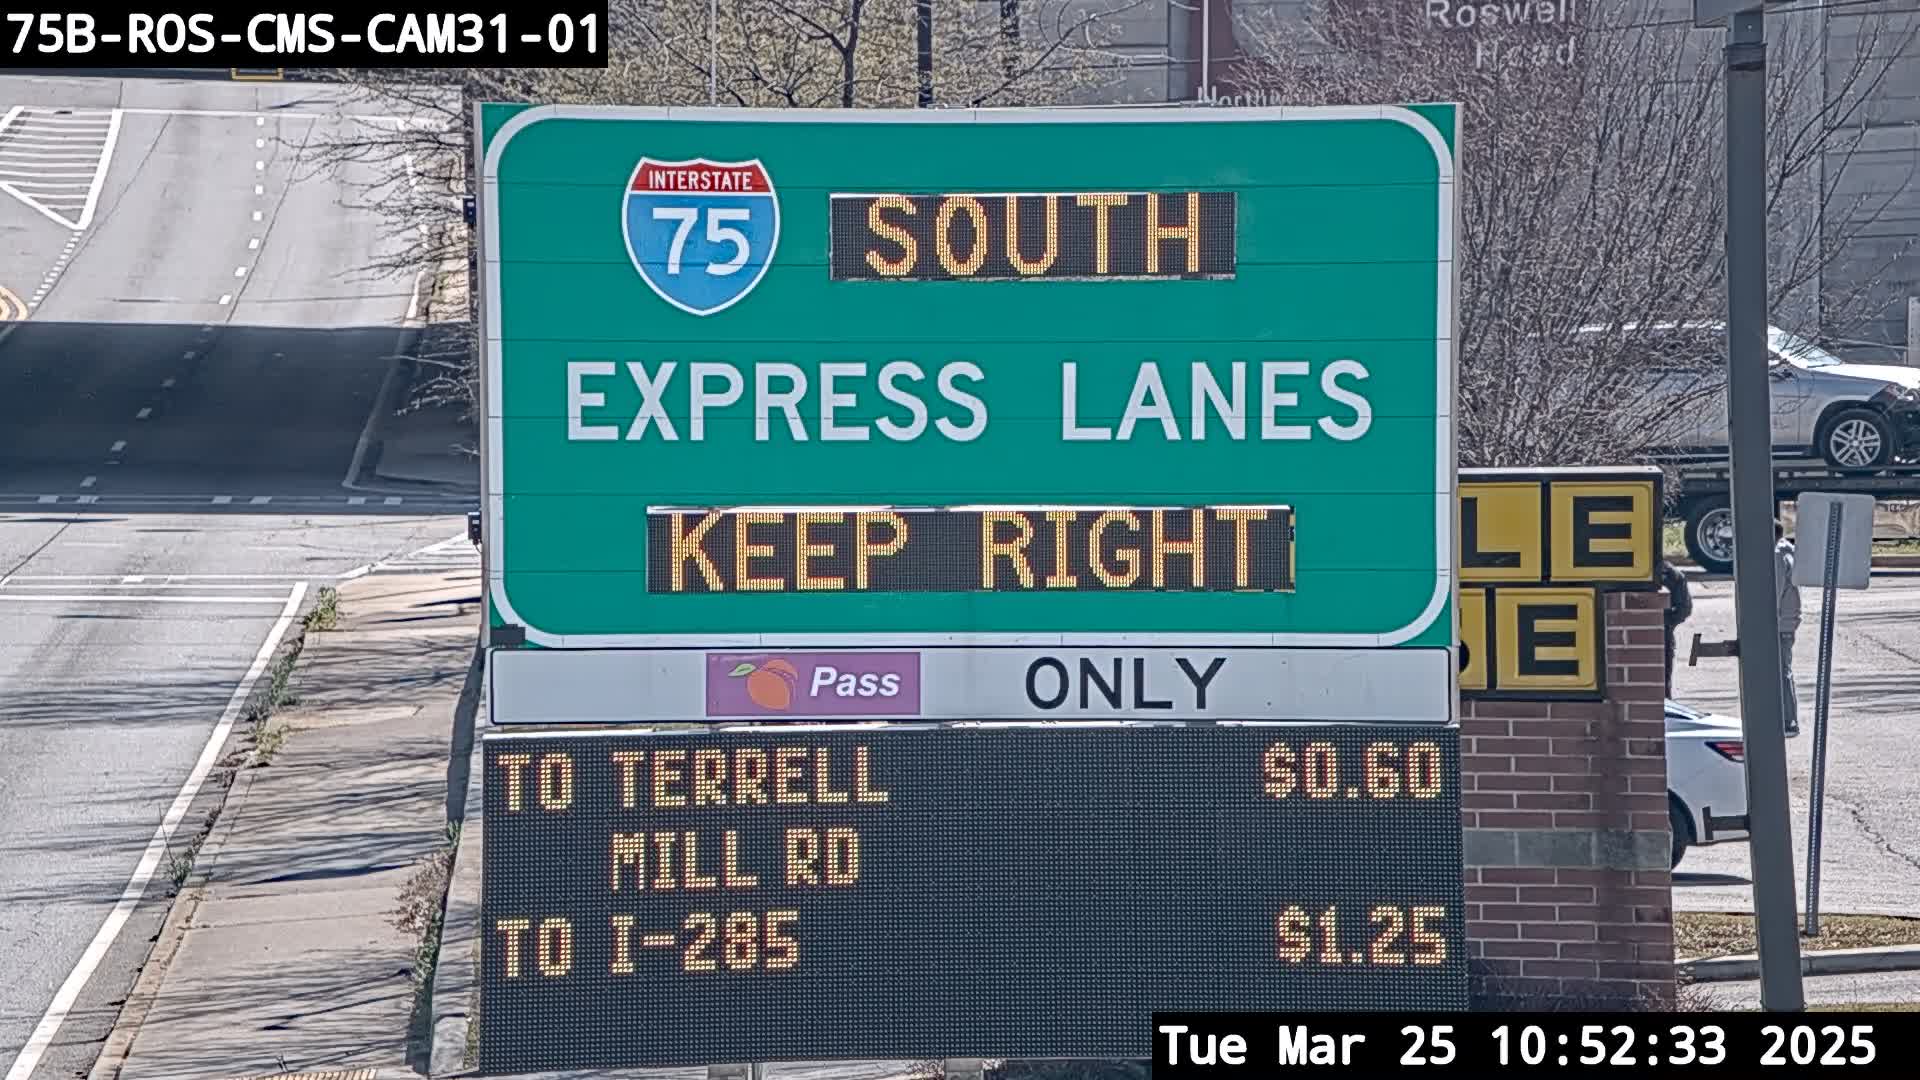 75B-ROS-CMS-CAM31-01
Roswell
Road
INTERSTATE
75
SOUTH
EXPRESS LANES
KEEP RIGHT
LE
E
Pass ONLY
TO TERRELL $0.60
MILL RD
TO I-285 $1.25
Tue Mar 25 10:52:33 2025